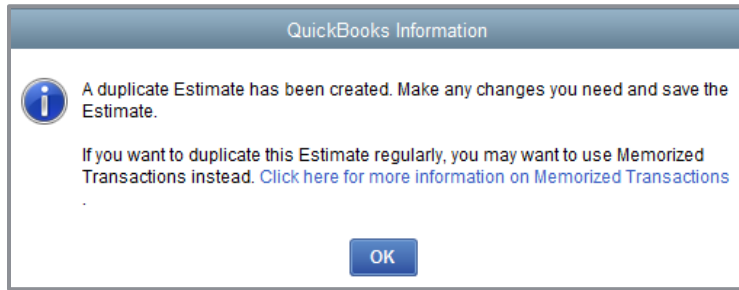 QuickBooks Information
A duplicate Estimate has been created. Make any changes you need and save the
Estimate.
If you want to duplicate this Estimate regularly, you may want to use Memorized
Transactions instead. Click here for more information on Memorized Transactions
.
OK